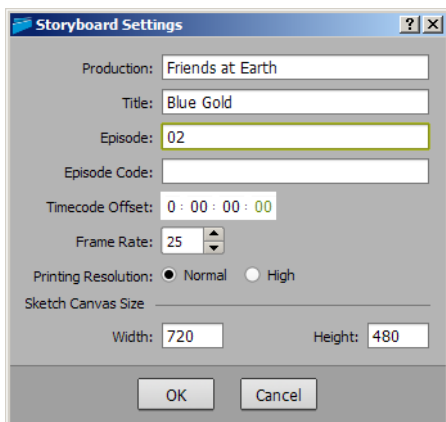 Storyboard Settings
Production: Friends at Earth
Title: Blue Gold
Episode: 02
Episode Code:
Timecode Offset: 0 : 00 : 00 : 00
Frame Rate: 25
Printing Resolution: Normal High
Sketch Canvas Size
Width: 720 Height: 480
OK Cancel